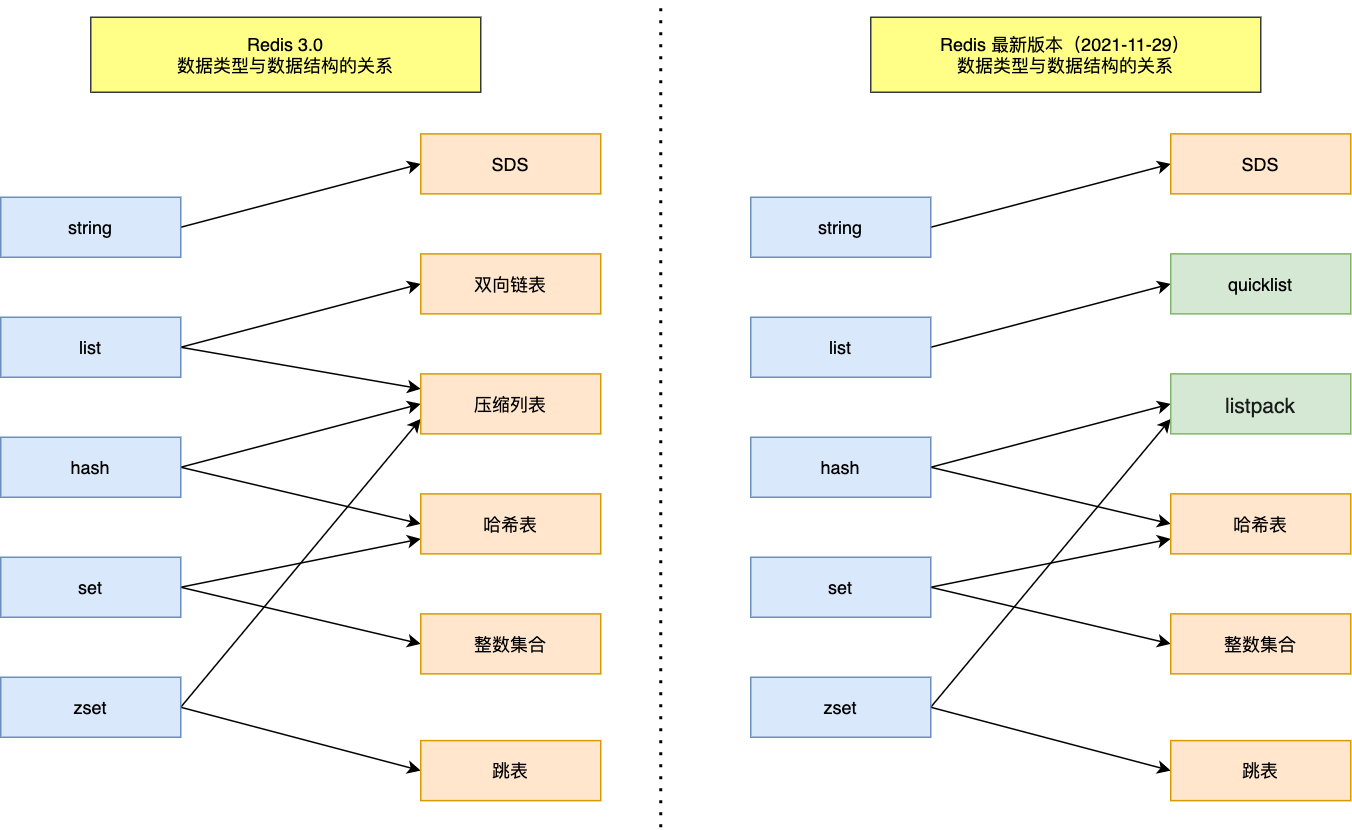 Redis 3.0
数据类型与数据结构的关系
SDS
string
双向链表
list
压缩列表
hash
哈希表
set
整数集合
zset
跳表
Redis 最新版本（2021-11-29）
数据类型与数据结构的关系
SDS
string
quicklist
list
listpack
hash
哈希表
set
整数集合
zset
跳表